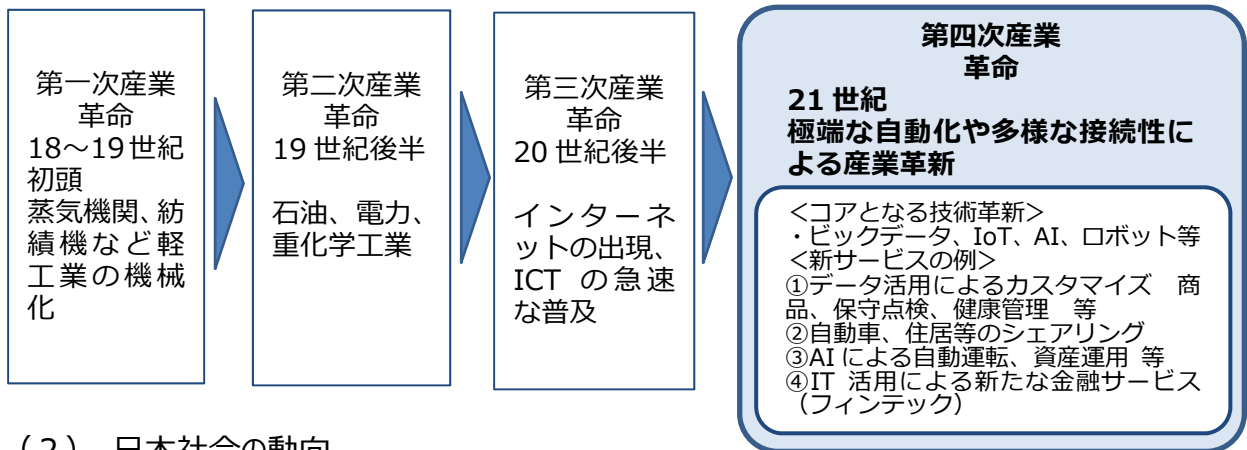 第一次産業
革命
18～19世紀
初頭
蒸気機関、紡
績機など軽
工業の機械
化
第二次産業
革命
19 世紀後半
石油、電力、
重化学工業
第三次産業
革命
20 世紀後半
インターネ
ットの出現、
ICT の急速
な普及
第四次産業
革命
21 世紀
極端な自動化や多様な接続性に
よる産業革新
＜コアとなる技術革新＞
・ビックデータ、IoT、AI、ロボット等
＜新サービスの例＞
①データ活用によるカスタマイズ　商
品、保守点検、健康管理　等
②自動車、住居等のシェアリング
③AI による自動運転、資産運用 等
④IT 活用による新たな金融サービス
（フィンテック）
（２） 日本社会の動向